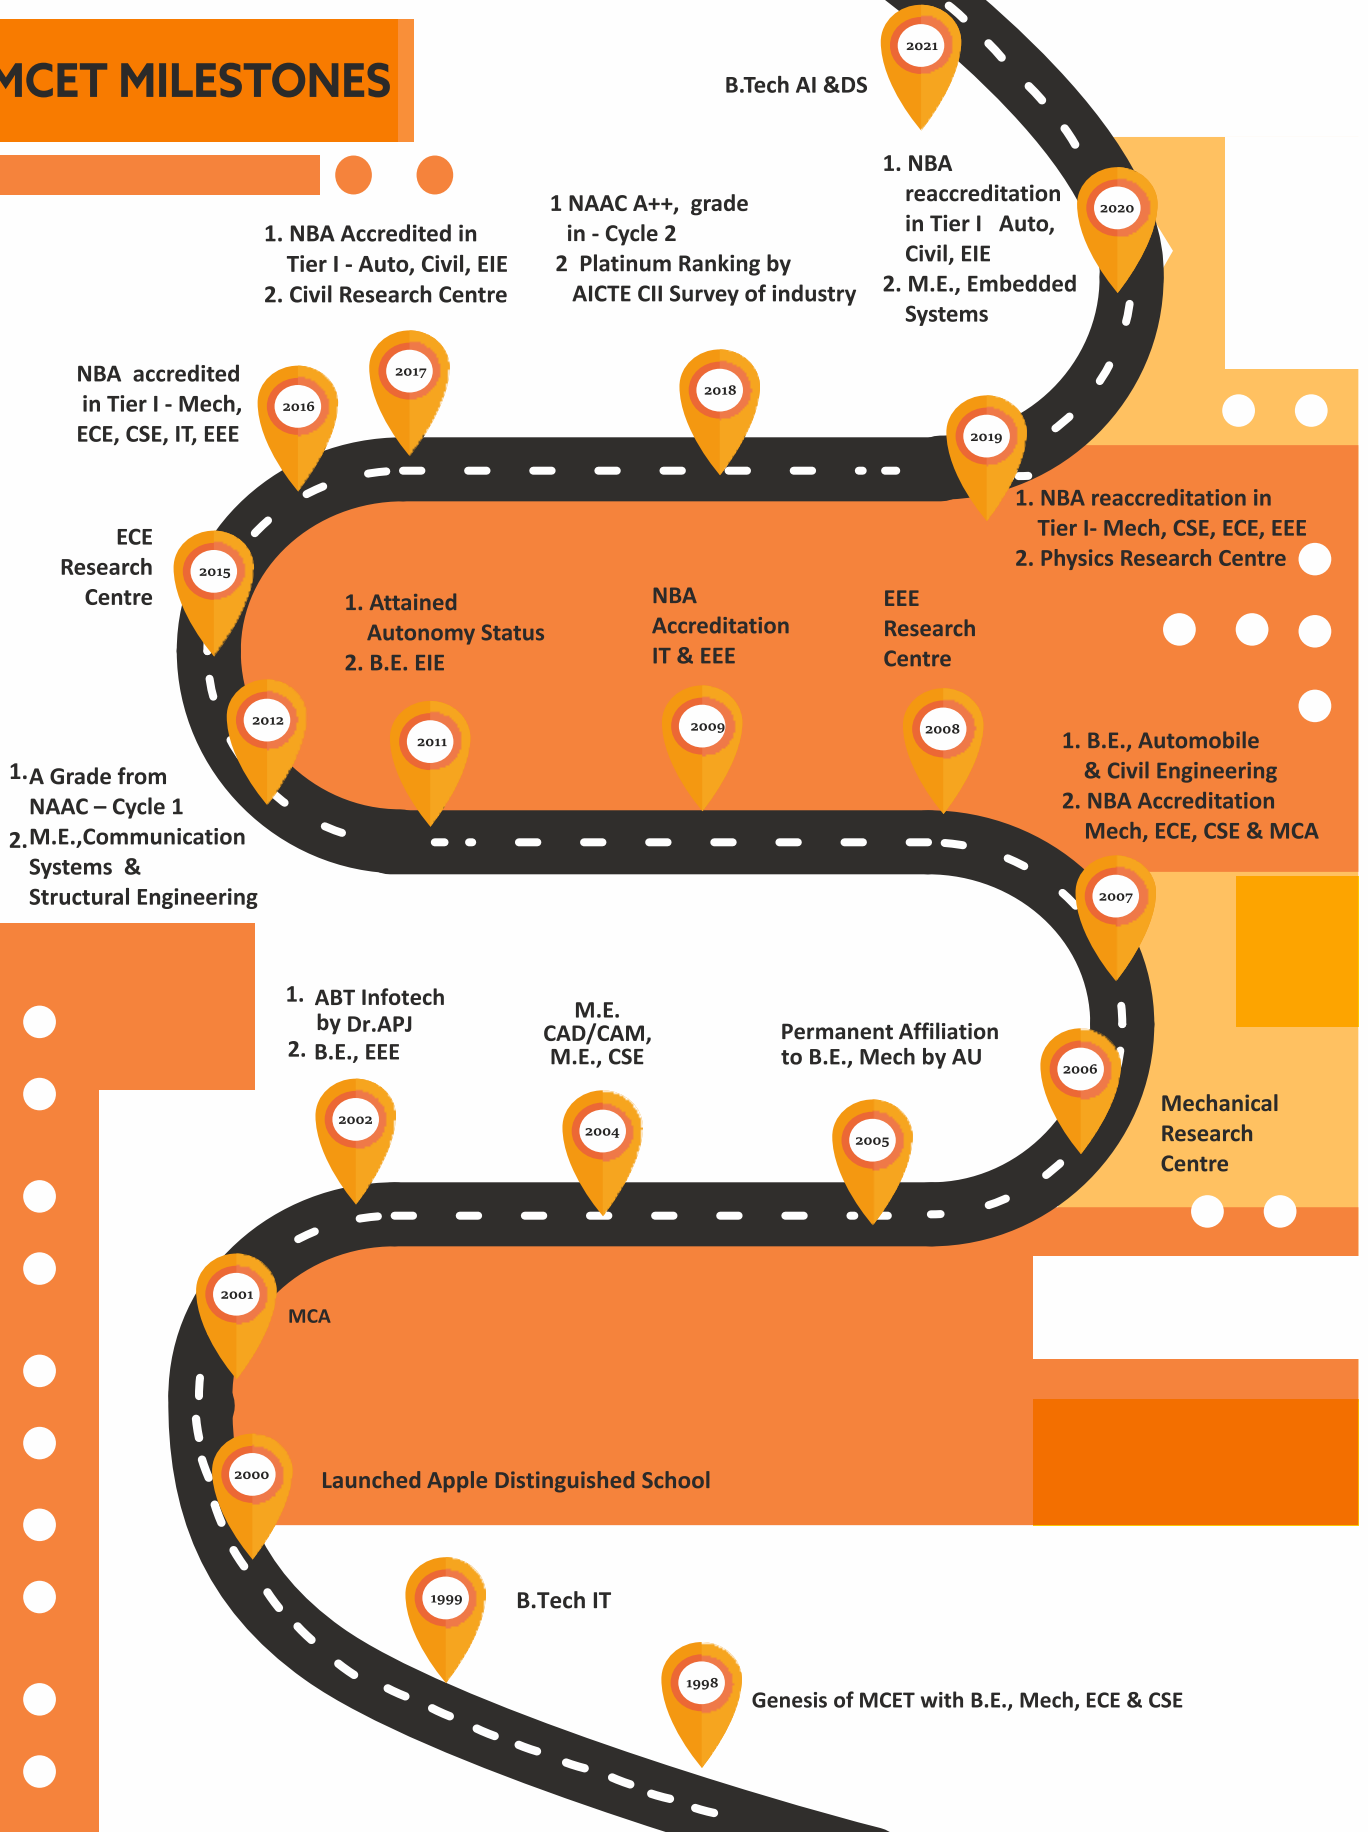 MCET MILESTONES
2021
B.Tech AI &DS
1. NBA
reaccreditation
in Tier I Auto,
Civil, EIE
2. M.E., Embedded
Systems
2020
1 NAAC A++, grade
in - Cycle 2
2 Platinum Ranking by
AICTE CII Survey of industry
2018
1. NBA Accredited in
Tier I - Auto, Civil, EIE
2. Civil Research Centre
2017
NBA accredited
in Tier I - Mech,
ECE, CSE, IT, EEE
2016
2019
1. NBA reaccreditation in
Tier I- Mech, CSE, ECE, EEE
2. Physics Research Centre
ECE
Research
Centre
2015
1. Attained
Autonomy Status
2. B.E. EIE
2011
NBA
Accreditation
IT & EEE
2009
EEE
Research
Centre
2008
2012
1. A Grade from
NAAC – Cycle 1
2. M.E.,Communication
Systems &
Structural Engineering
1. B.E., Automobile
& Civil Engineering
2. NBA Accreditation
Mech, ECE, CSE & MCA
2007
1. ABT Infotech
by Dr.APJ
2. B.E., EEE
2002
M.E.
CAD/CAM,
M.E., CSE
2004
Permanent Affiliation
to B.E., Mech by AU
2005
2006
Mechanical
Research
Centre
2001
MCA
2000
Launched Apple Distinguished School
1999
B.Tech IT
1998
Genesis of MCET with B.E., Mech, ECE & CSE